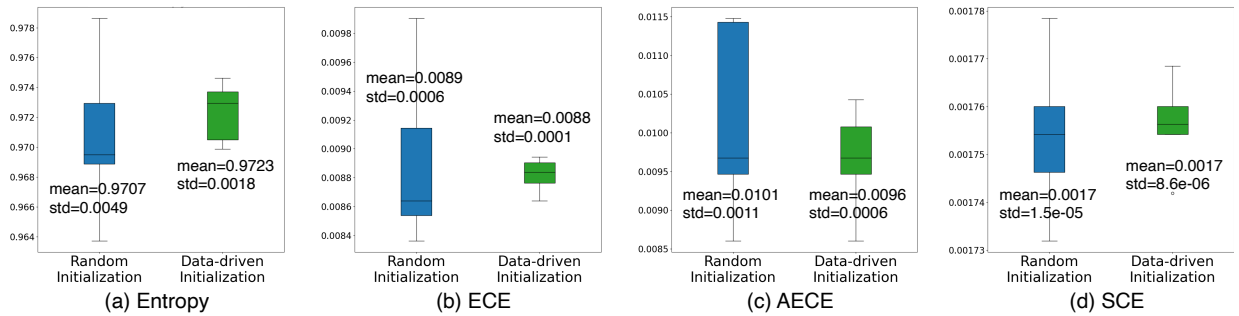 0.978
0.976
0.974
0.972
0.970
0.968
0.966
0.964
mean=0.9707
std=0.0049
mean=0.9723
std=0.0018
Random
Initialization
Data-driven
Initialization
(a) Entropy
0.0098
0.0096
0.0094
0.0092
0.0090
0.0088
0.0086
0.0084
mean=0.0089
std=0.0006
mean=0.0088
std=0.0001
Random
Initialization
Data-driven
Initialization
(b) ECE
0.0115
0.0110
0.0105
0.0100
0.0095
0.0090
0.0085
mean=0.0101
std=0.0011
mean=0.0096
std=0.0006
Random
Initialization
Data-driven
Initialization
(c) AECE
0.00178
0.00177
0.00176
0.00175
0.00174
0.00173
mean=0.0017
std=1.5e-05
mean=0.0017
std=8.6e-06
Random
Initialization
Data-driven
Initialization
(d) SCE